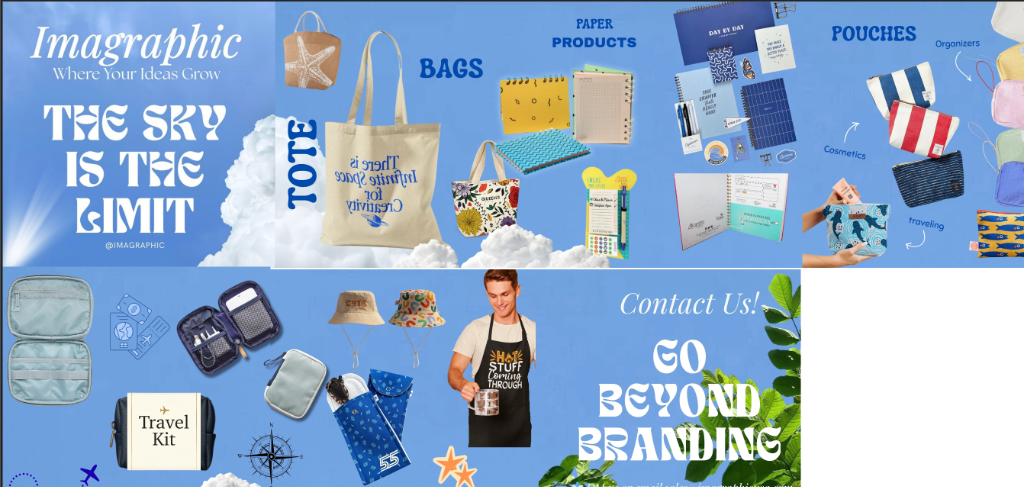 Imagraphic
Where Your Ideas Grow
THE SKY
IS THE
LIMIT
@IMAGRAPHIC
TOTE
BAGS
There is
Infinite Space
for
Creativity
PAPER
PRODUCTS
DAY BY DAY
POUCHES
Organizers
Cosmetics
traveling
Travel
Kit
55
HOT
STUFF
Coming
THROUGH
Contact Us!
GO
BEYOND
BRANDING